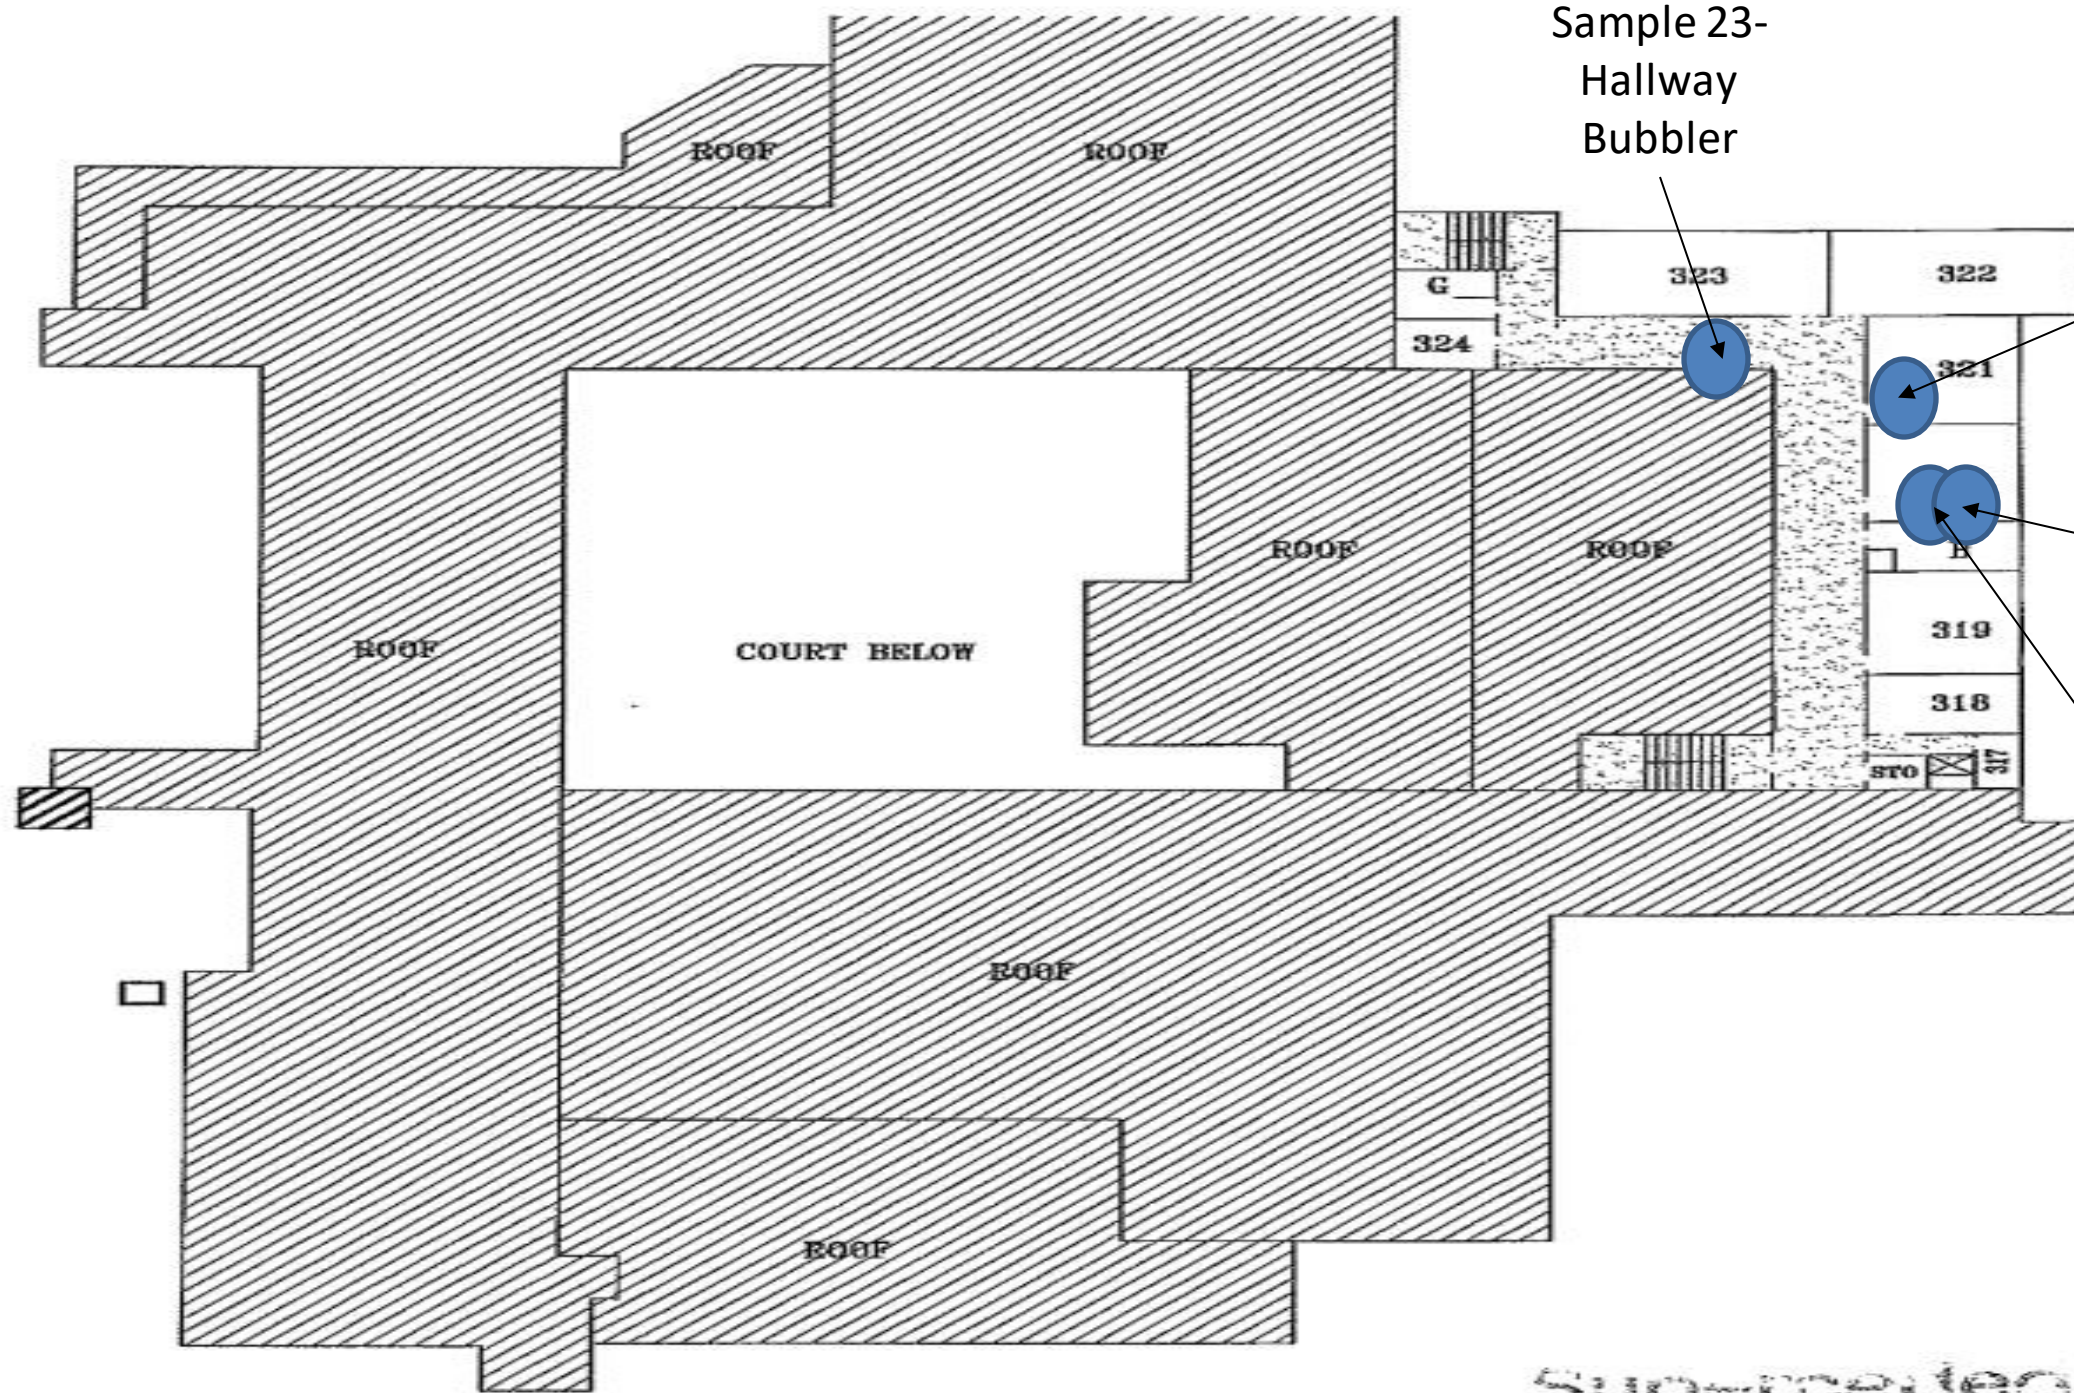 Sample 23-
Hallway
Bubbler
ROOF
ROOF
323
322
G
324
321
ROOF
ROOF
319
ROOF
COURT BELOW
318
STO
317
ROOF
ROOF